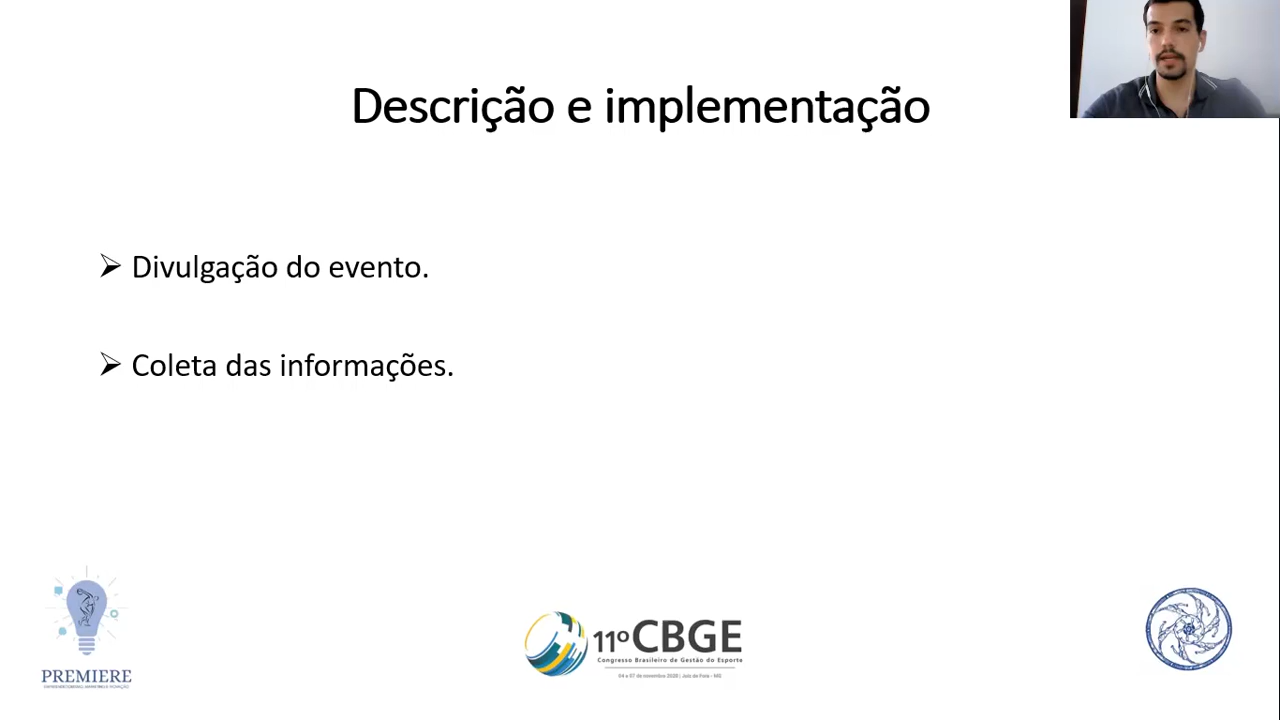 Descrição e implementação
➢ Divulgação do evento.
➢ Coleta das informações.
PREMIERE
11º CBGE
Congresso Brasileiro de Gestão do Esporte